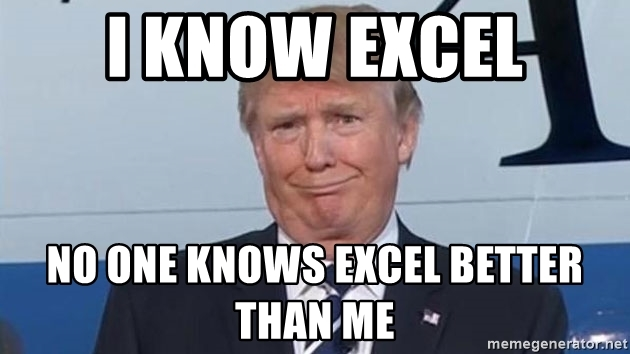 I KNOW EXCEL
NO ONE KNOWS EXCEL BETTER
THAN ME
memegenerator.net